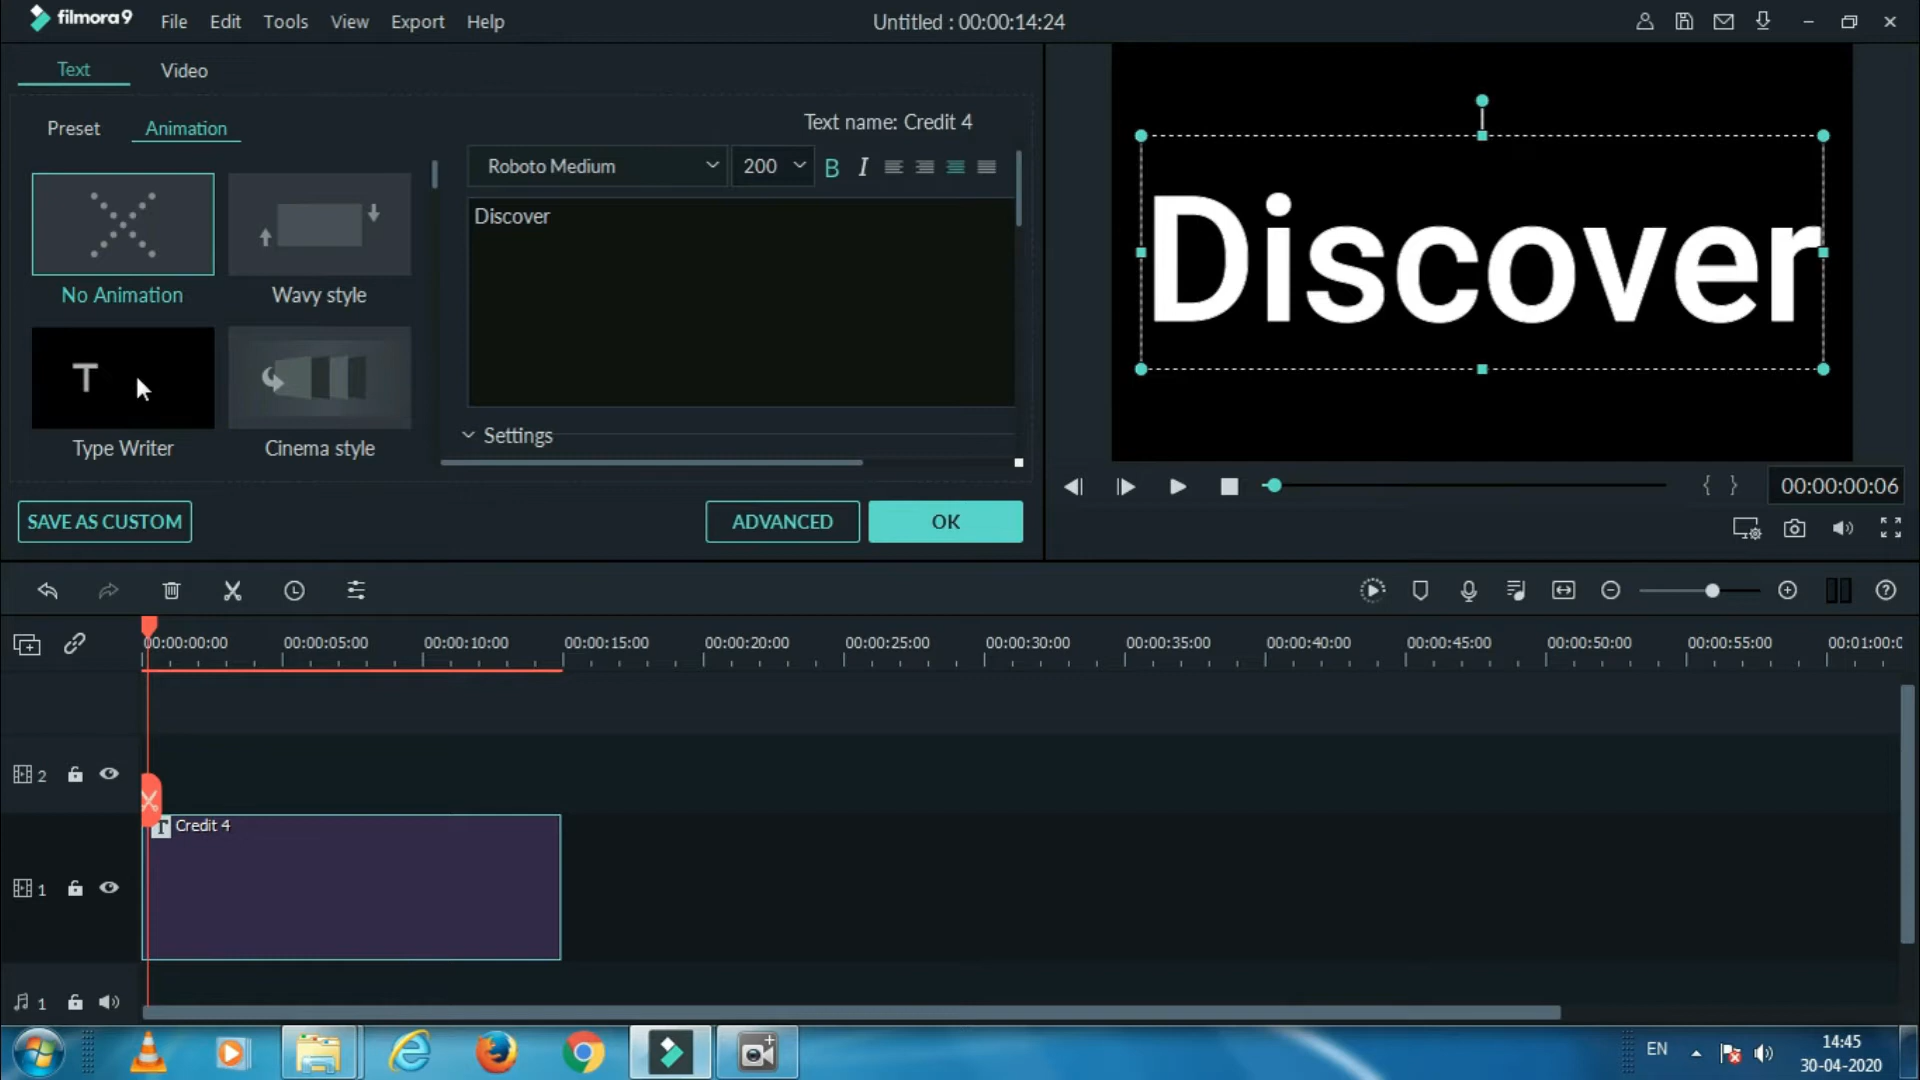 filmora9 File Edit Tools View Export Help Untitled : 00:00:14:24
Text Video
Preset Animation Text name: Credit 4
Roboto Medium 200 B I
Discover
No Animation Wavy style
T
Type Writer Cinema style
Settings
SAVE AS CUSTOM ADVANCED OK
Discover
{ } 00:00:00:06
00:00:00:00 00:00:05:00 00:00:10:00 00:00:15:00 00:00:20:00 00:00:25:00 00:00:30:00 00:00:35:00 00:00:40:00 00:00:45:00 00:00:50:00 00:00:55:00 00:01:00:0
2
T Credit 4
1
1
EN 14:45
30-04-2020